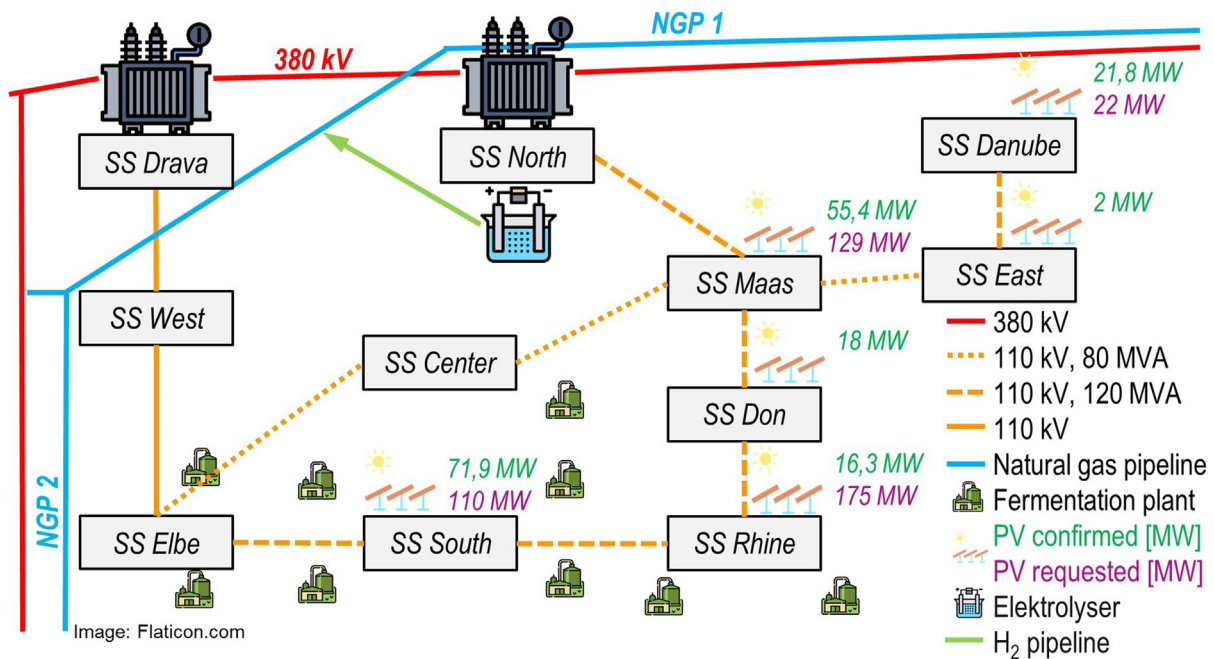 NGP 1
380 kV
21,8 MW
22 MW
SS Drava
SS North
SS Danube
+ -
55,4 MW
129 MW
2 MW
SS West
SS Maas
SS East
380 kV
110 kV, 80 MVA
110 kV, 120 MVA
110 kV
Natural gas pipeline
Fermentation plant
PV confirmed [MW]
PV requested [MW]
Elektrolyser
H₂ pipeline
SS Center
18 MW
SS Don
NGP 2
71,9 MW
110 MW
16,3 MW
175 MW
SS Elbe
SS South
SS Rhine
Image: Flaticon.com